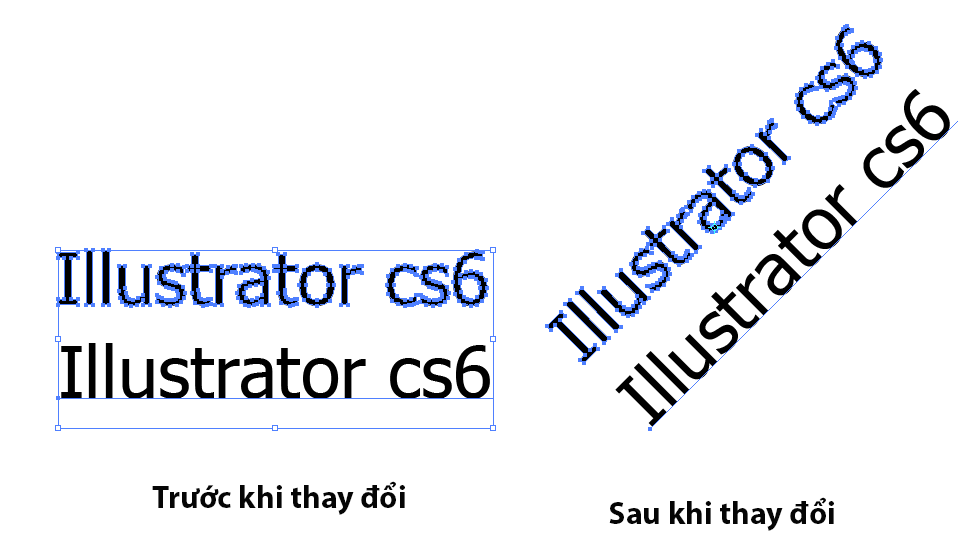 Illustrator cs6
Illustrator cs6
Trước khi thay đổi
Illustrator cs6
Illustrator cs6
Sau khi thay đổi